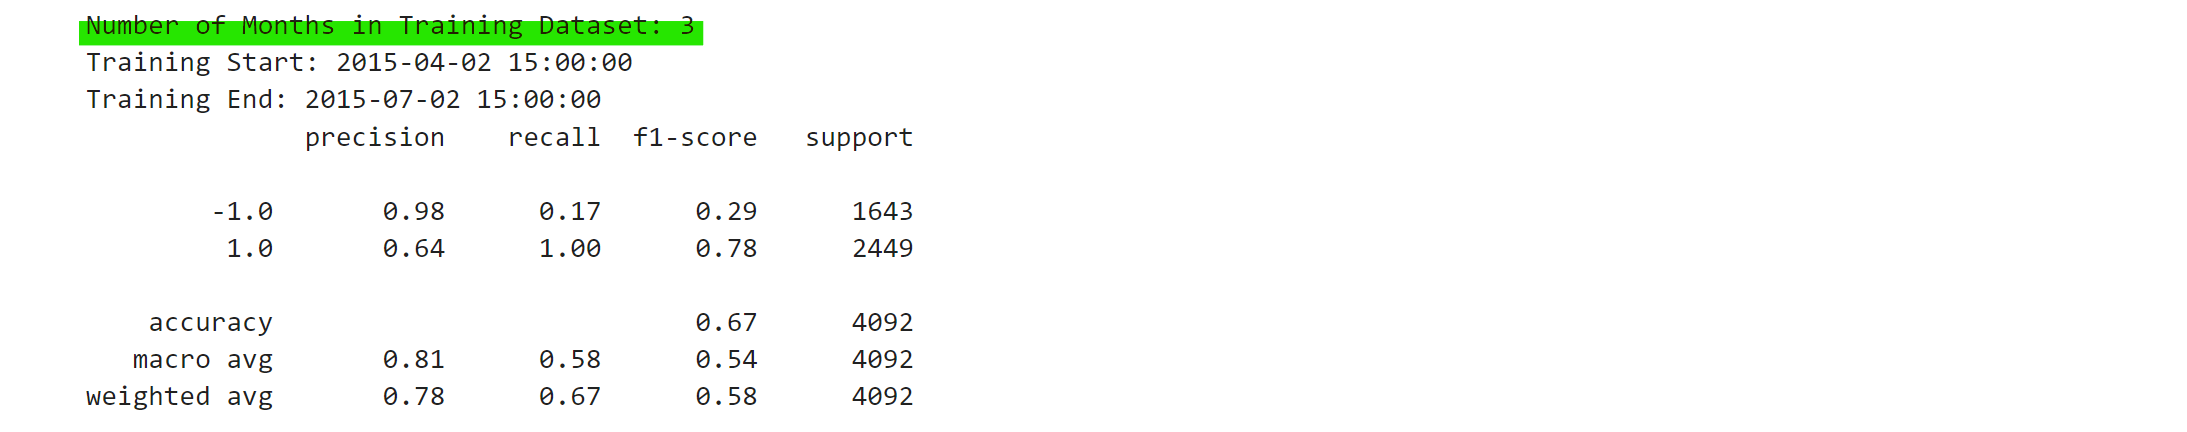 Number of Months in Training Dataset: 3
Training Start: 2015-04-02 15:00:00
Training End: 2015-07-02 15:00:00
precision recall f1-score support
-1.0 0.98 0.17 0.29 1643
1.0 0.64 1.00 0.78 2449
accuracy 0.67 4092
macro avg 0.81 0.58 0.54 4092
weighted avg 0.78 0.67 0.58 4092